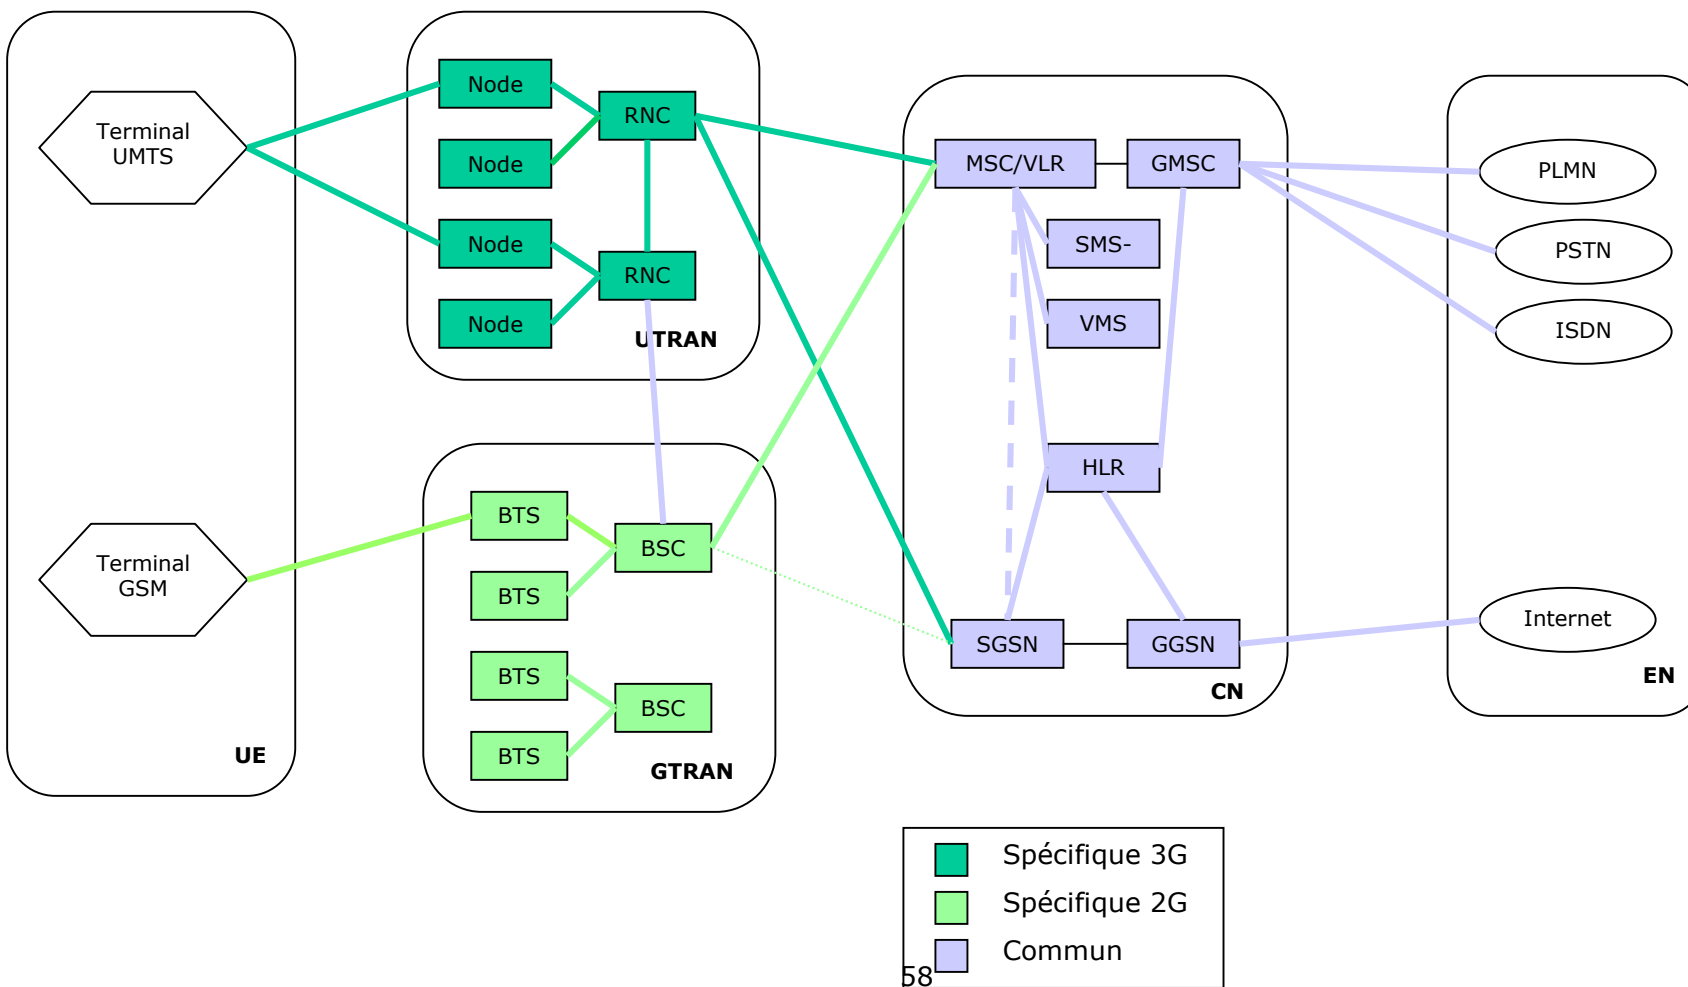 Terminal
UMTS
Terminal
GSM
UE
Node
Node
Node
Node
RNC
RNC
UTRAN
BTS
BTS
BTS
BTS
BSC
BSC
GTRAN
MSC/VLR
GMSC
SMS-
VMS
HLR
SGSN
GGSN
CN
PLMN
PSTN
ISDN
Internet
EN
Spécifique 3G
Spécifique 2G
Commun
58